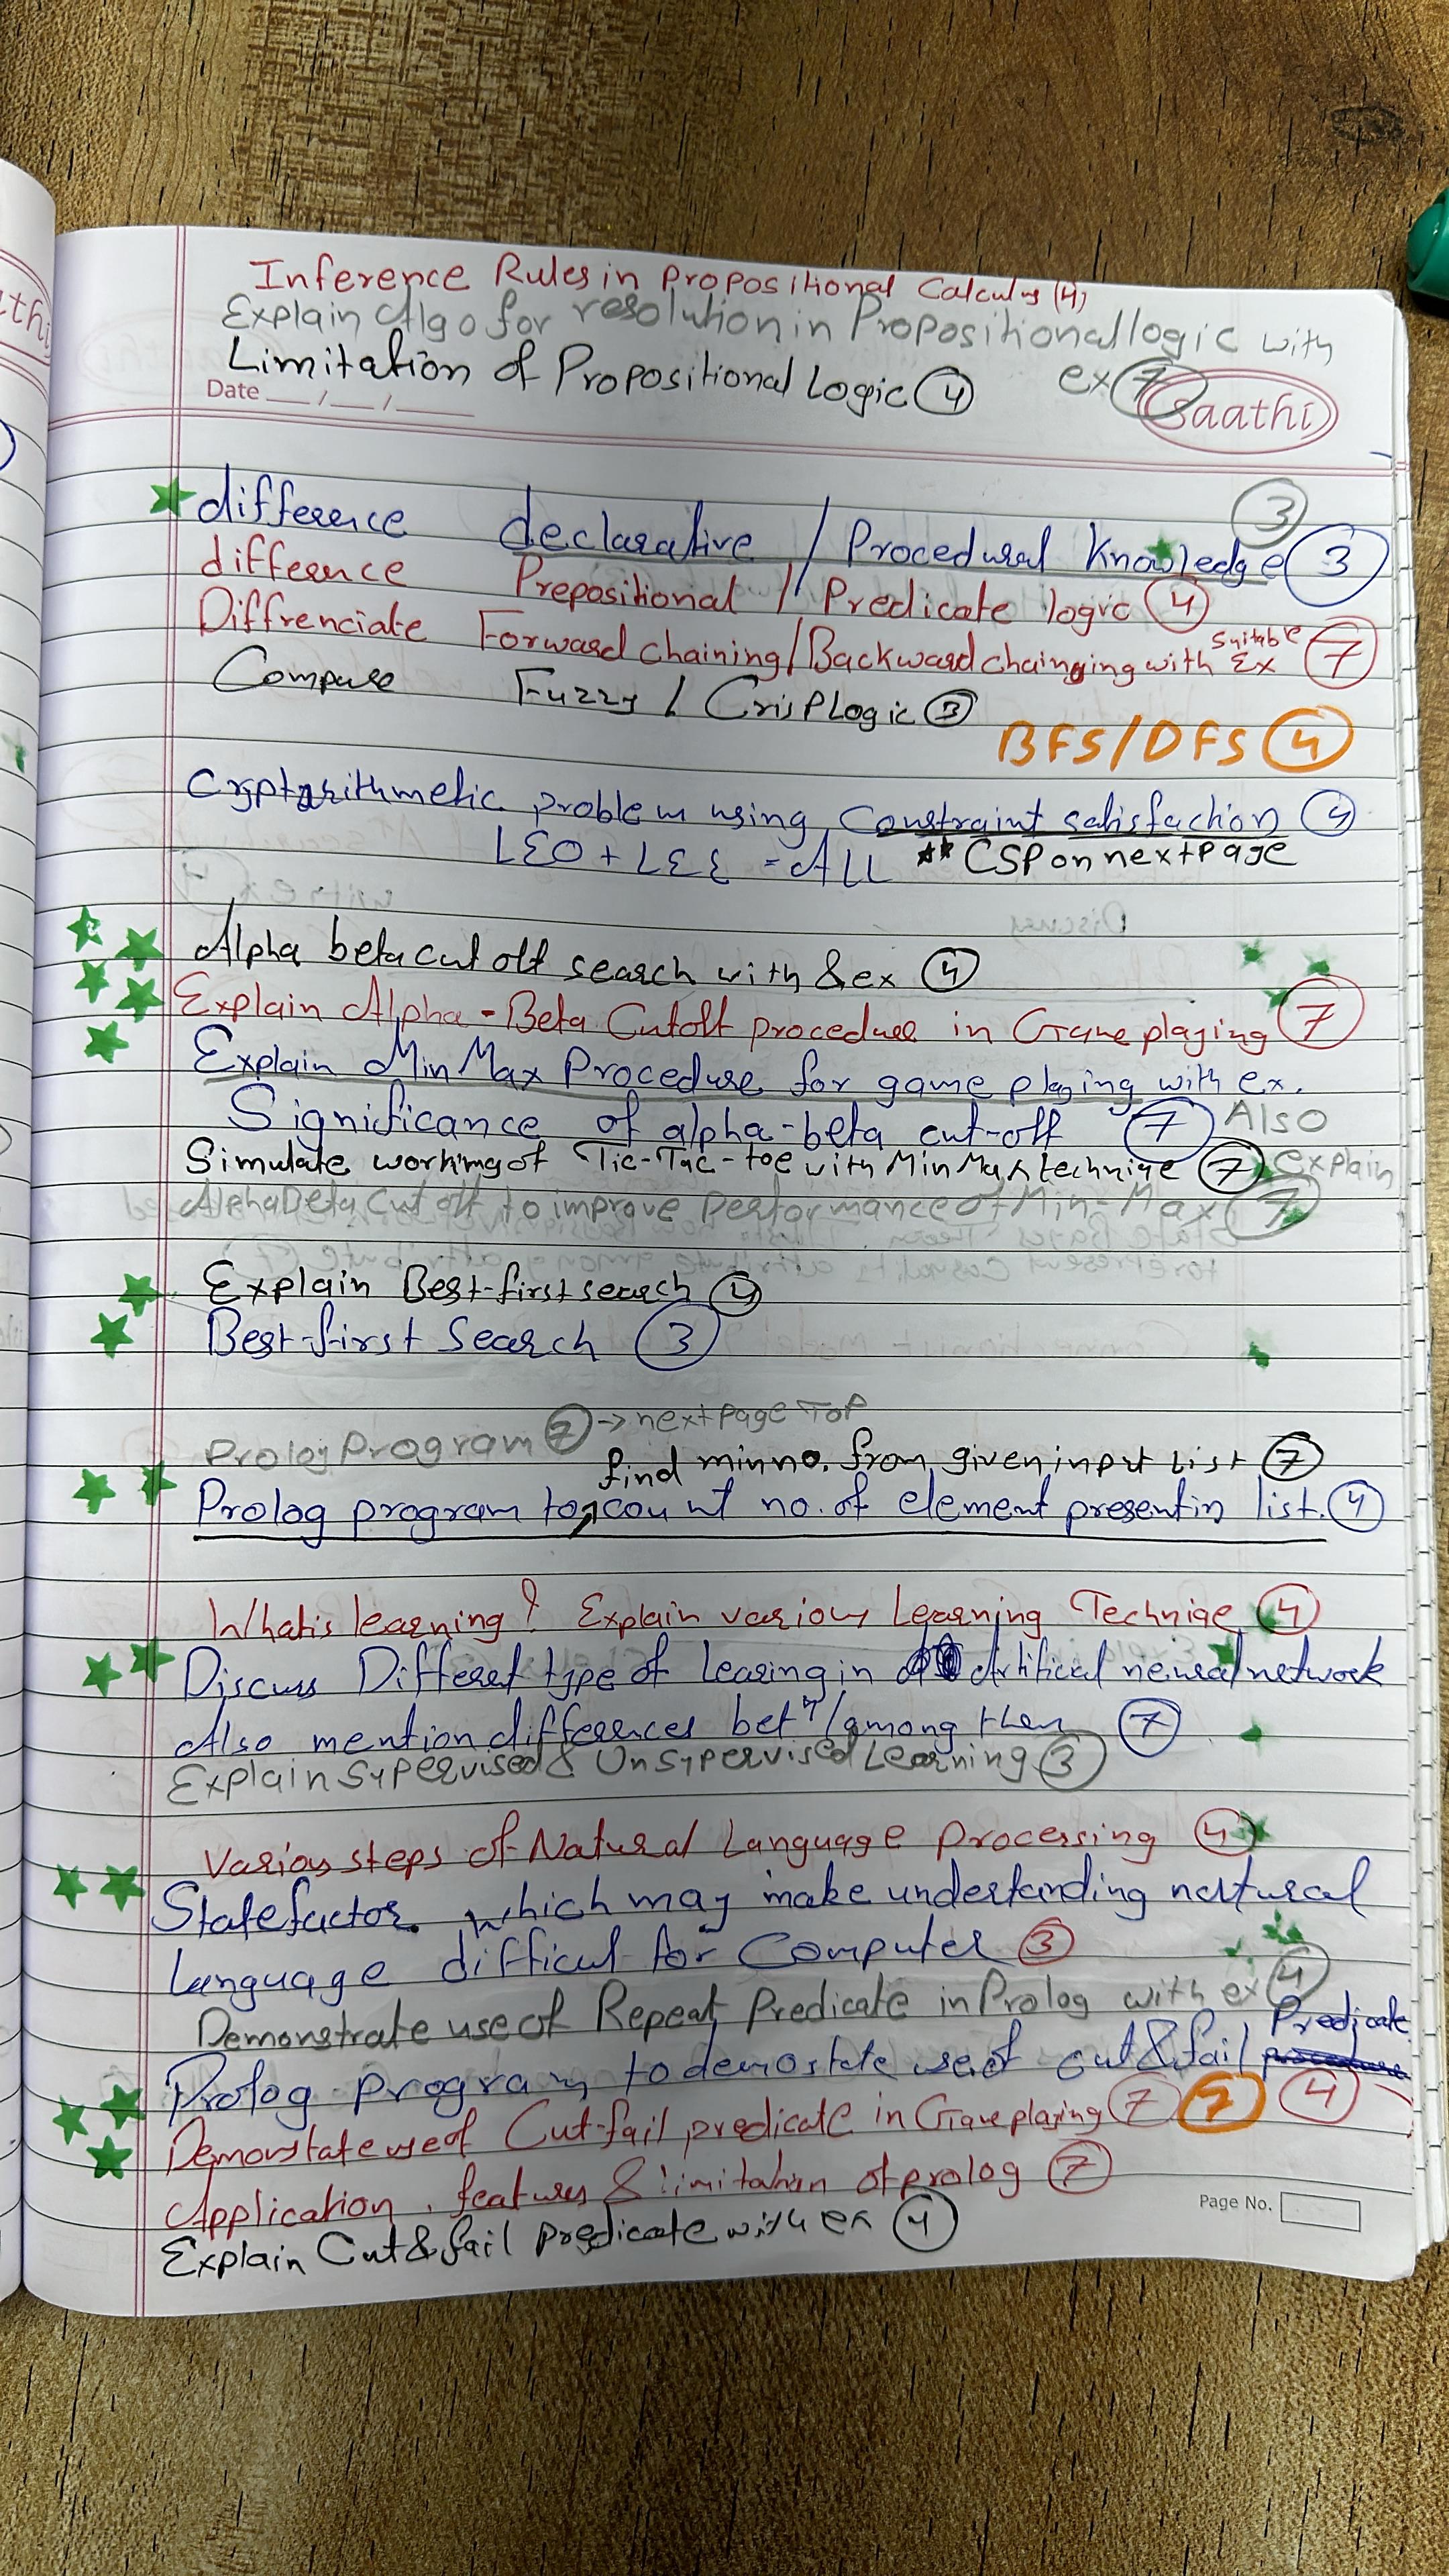 Inference Rules in Propositional Calculus (4)
Explain Algo for resolution in Propositional logic with
ex 7
Limitation of Propositional Logic 4
Date __/__/____
saathi
difference declarative / Procedural Knowledge 3 3
difference Prepositional / Predicate logic 4
Diffrenciate Forward chaining / Backward chainging with suitable Ex 7
Compare Fuzzy / Crisp Logic 3
BFS/DFS 4
Cryptarithmetic problem using Constraint satisfaction 4
LEO + LEE = ALL ** CSP on next page
Alpha beta cut off search with & ex 4
Explain Alpha-Beta Cutoff procedure in Game playing 7
Explain MinMax Procedure for game playing with ex.
Significance of alpha-beta cut-off 7 Also
Simulate working of Tic-Tac-toe with MinMax techniqe 7 explain
AlphaBeta Cut off to improve Performance of Min-Max 7
Explain Best-first search 4
Best-first Search 3
Prolog Program 7 → next page Top
find min no. from given input list 7
Prolog program to count no. of element present in list. 4
What is learning? Explain various Learning Techniqe 4
Discuss Different type of learing in Artificial neural network
Also mention differences betn/among them 7
Explain Supervised & Unsupervised Learning 3
Various steps of Natural Language Processing 4
State factor which may make understanding natural
language difficul for Computer 3
Demonstrate use of Repeat Predicate in Prolog with ex 4
Prolog program to demostate use of cut & fail Predicate
Demonstate use of Cut-fail predicate in Game playing 7 7 4
Application, features & limitation of prolog 7
Explain Cut & fail predicate with ex 4
Page No.